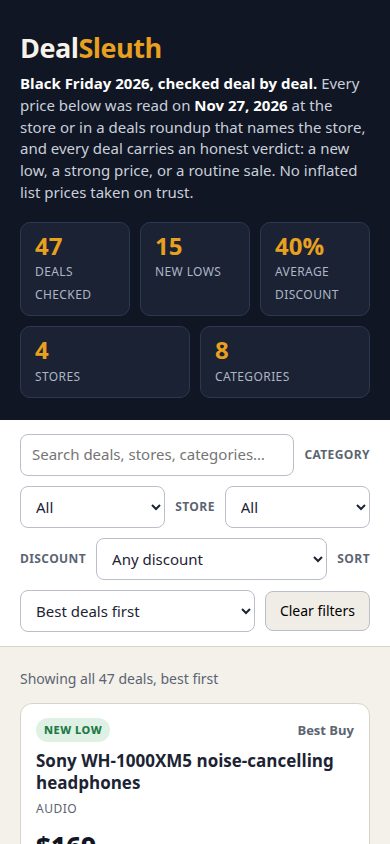 DealSleuth
Black Friday 2026, checked deal by deal. Every
price below was read on Nov 27, 2026 at the
store or in a deals roundup that names the store,
and every deal carries an honest verdict: a new
low, a strong price, or a routine sale. No inflated
list prices taken on trust.
47
DEALS
CHECKED
15
NEW LOWS
40%
AVERAGE
DISCOUNT
4
STORES
8
CATEGORIES
Search deals, stores, categories... CATEGORY
All STORE All
DISCOUNT Any discount SORT
Best deals first Clear filters
Showing all 47 deals, best first
NEW LOW Best Buy
Sony WH-1000XM5 noise-cancelling
headphones
AUDIO
$169